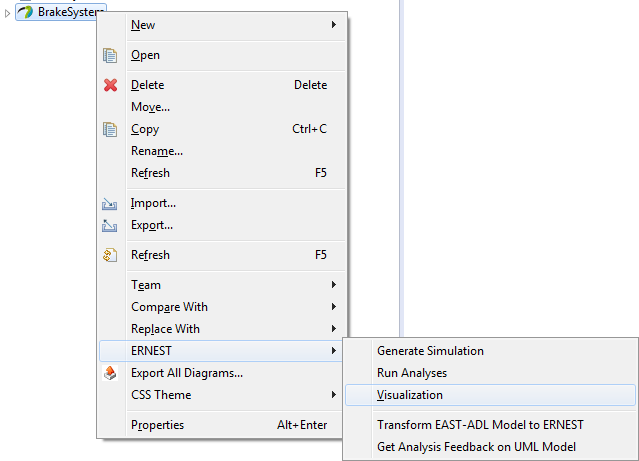 BrakeSystem
New
Open
Delete Delete
Move...
Copy Ctrl+C
Rename...
Refresh F5
Import...
Export...
Refresh F5
Team
Compare With
Replace With
ERNEST
Export All Diagrams...
CSS Theme
Properties Alt+Enter
Generate Simulation
Run Analyses
Visualization
Transform EAST-ADL Model to ERNEST
Get Analysis Feedback on UML Model